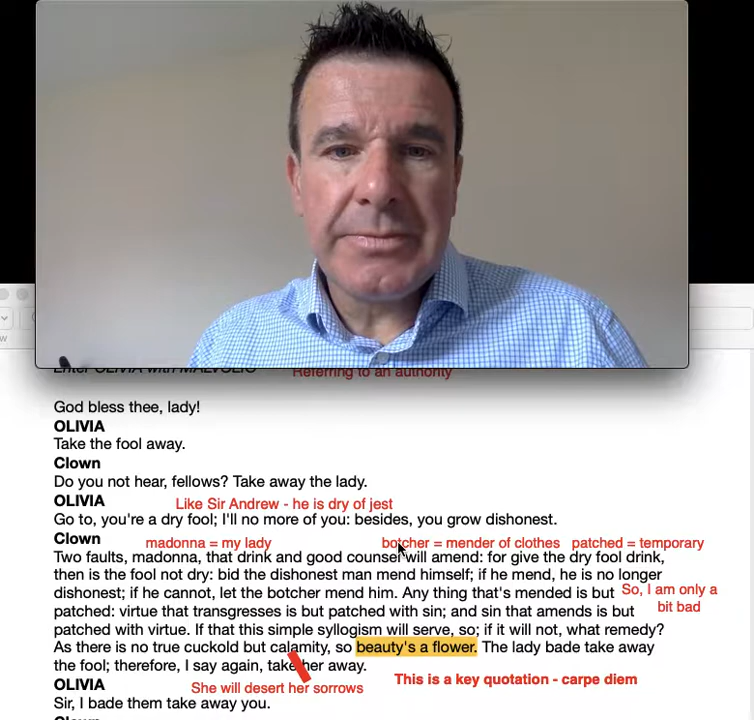 Enter OLIVIA with MALVOLIO Referring to an authority
God bless thee, lady!
OLIVIA
Take the fool away.
Clown
Do you not hear, fellows? Take away the lady.
OLIVIA Like Sir Andrew - he is dry of jest
Go to, you're a dry fool; I'll no more of you: besides, you grow dishonest.
Clown madonna = my lady botcher = mender of clothes patched = temporary
Two faults, madonna, that drink and good counsel will amend: for give the dry fool drink,
then is the fool not dry: bid the dishonest man mend himself; if he mend, he is no longer
dishonest; if he cannot, let the botcher mend him. Any thing that's mended is but So, I am only a
patched: virtue that transgresses is but patched with sin; and sin that amends is but bit bad
patched with virtue. If that this simple syllogism will serve, so; if it will not, what remedy?
As there is no true cuckold but calamity, so beauty's a flower. The lady bade take away
the fool; therefore, I say again, take her away. This is a key quotation - carpe diem
OLIVIA She will desert her sorrows
Sir, I bade them take away you.
Clown